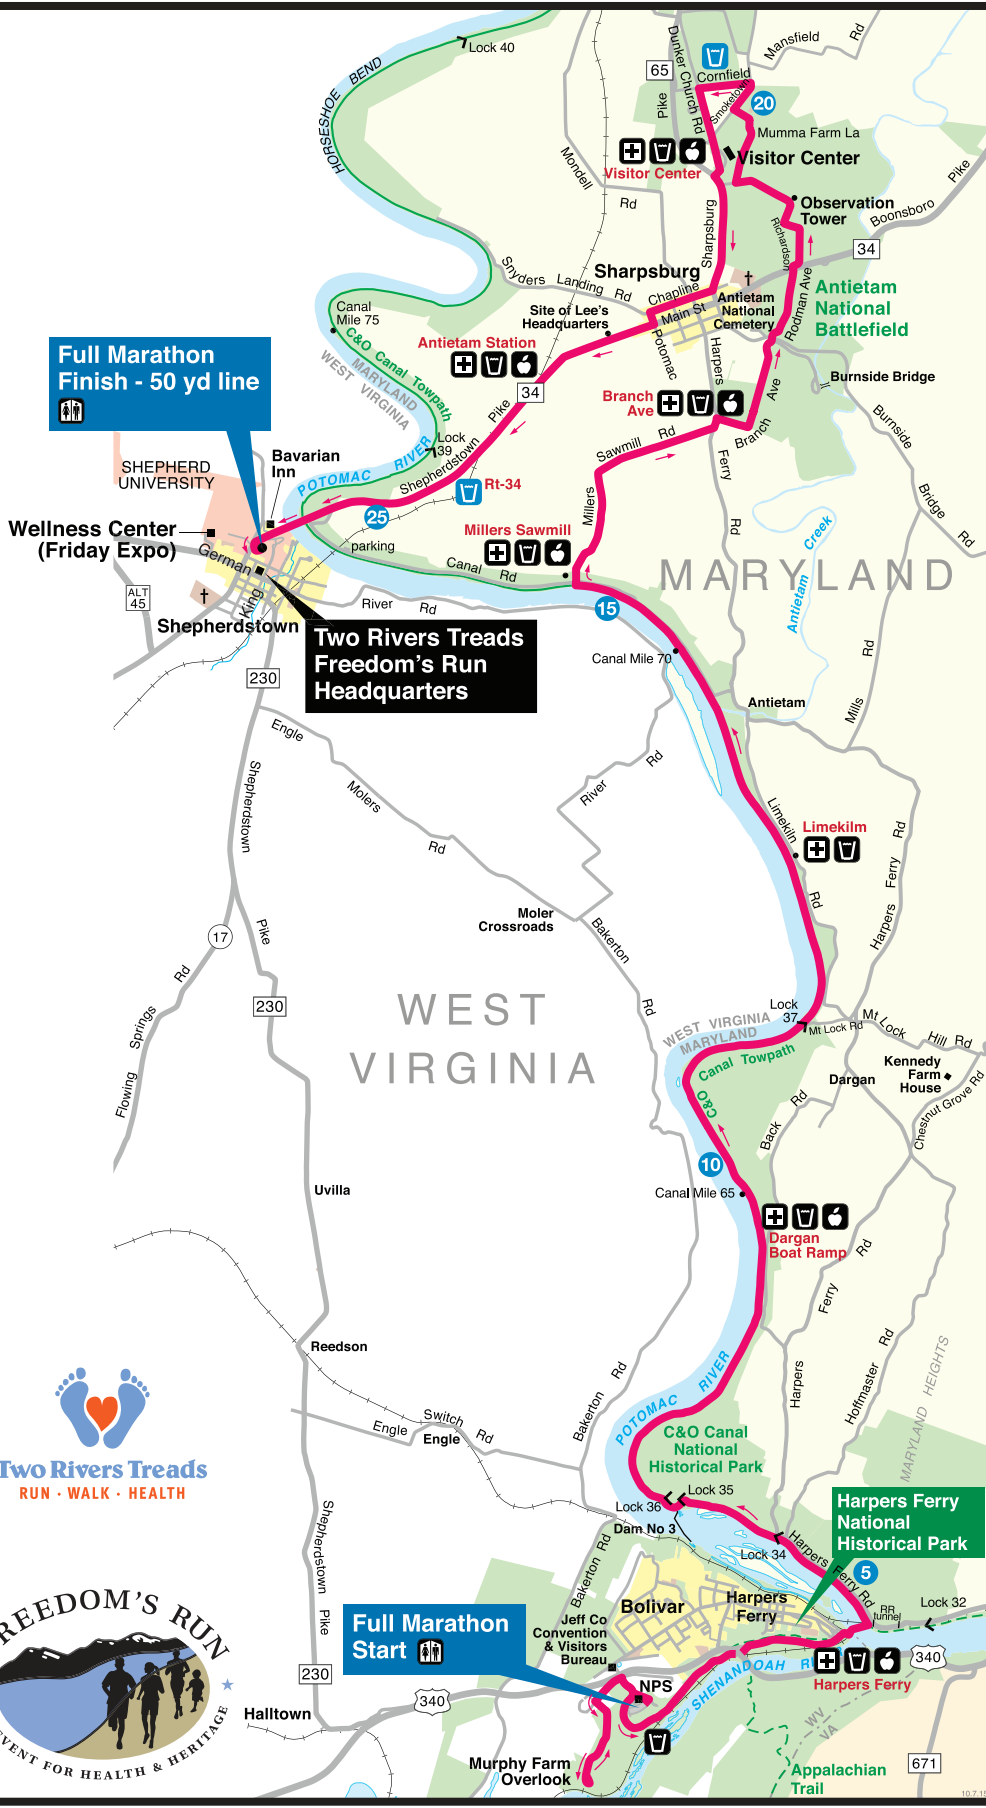 Lock 40
HORSESHOE BEND
65
Pike
Dunker Church Rd
Cornfield
Smoketown
Mansfield Rd
20
Mumma Farm La
Visitor Center
Visitor Center
Mondell
Rd
Observation
Tower
Richardson
Boonsboro
Pike
34
Sharpsburg
Snyders Landing Rd
Sharpsburg
Chapline
Main St
Antietam
National
Cemetery
Rodman Ave
Antietam
National
Battlefield
Canal
Mile 75
C&O Canal Towpath
MARYLAND
WEST VIRGINIA
Site of Lee's
Headquarters
Antietam Station
34
Potomac
Harpers
Burnside Bridge
Full Marathon
Finish - 50 yd line
Branch
Ave
Ave
Branch
Pike
Shepherdstown
Sawmill Rd
Ferry
Rd
Burnside
Bridge
Rd
Lock
39
POTOMAC RIVER
SHEPHERD
UNIVERSITY
Bavarian
Inn
Rt-34
25
Millers
Millers Sawmill
Wellness Center
(Friday Expo)
German
King
parking
Canal Rd
MARYLAND
Antietam
Creek
ALT
45
River Rd
15
Shepherdstown
Two Rivers Treads
Freedom's Run
Headquarters
Canal Mile 70
230
Antietam
Mills
Rd
Engle
Molers
Rd
River
Rd
Shepherdstown
Pike
Limekiln
Rd
Limekilm
Harpers Ferry Rd
Moler
Crossroads
Bakerton
Rd
17
230
Flowing Springs Rd
WEST
VIRGINIA
Lock
37
WEST VIRGINIA
MARYLAND
C&O
Canal Towpath
Mt Lock Rd
Mt Lock
Hill Rd
Kennedy
Farm
House
Dargan
Back Rd
Chestnut Grove Rd
10
Canal Mile 65
Uvilla
Dargan
Boat Ramp
Harpers
Ferry
Rd
Hoffmaster
Rd
MARYLAND HEIGHTS
Reedson
POTOMAC RIVER
Bakerton
Rd
Engle
Switch
Rd
Engle
C&O Canal
National
Historical Park
Two Rivers Treads
RUN · WALK · HEALTH
Lock 35
Lock 36
Dam No 3
Harpers Ferry
National
Historical Park
Shepherdstown
Pike
Lock 34
Harpers Ferry Rd
5
Bakerton Rd
RR
tunnel
Lock 32
Bolivar
Harpers
Ferry
REEDOM'S RUN
EVENT FOR HEALTH & HERITAGE
Full Marathon
Start
Jeff Co
Convention
& Visitors
Bureau
SHENANDOAH RI
340
Harpers Ferry
230
NPS
340
Halltown
WV
VA
Murphy Farm
Overlook
Appalachian
Trail
671
10.7.15